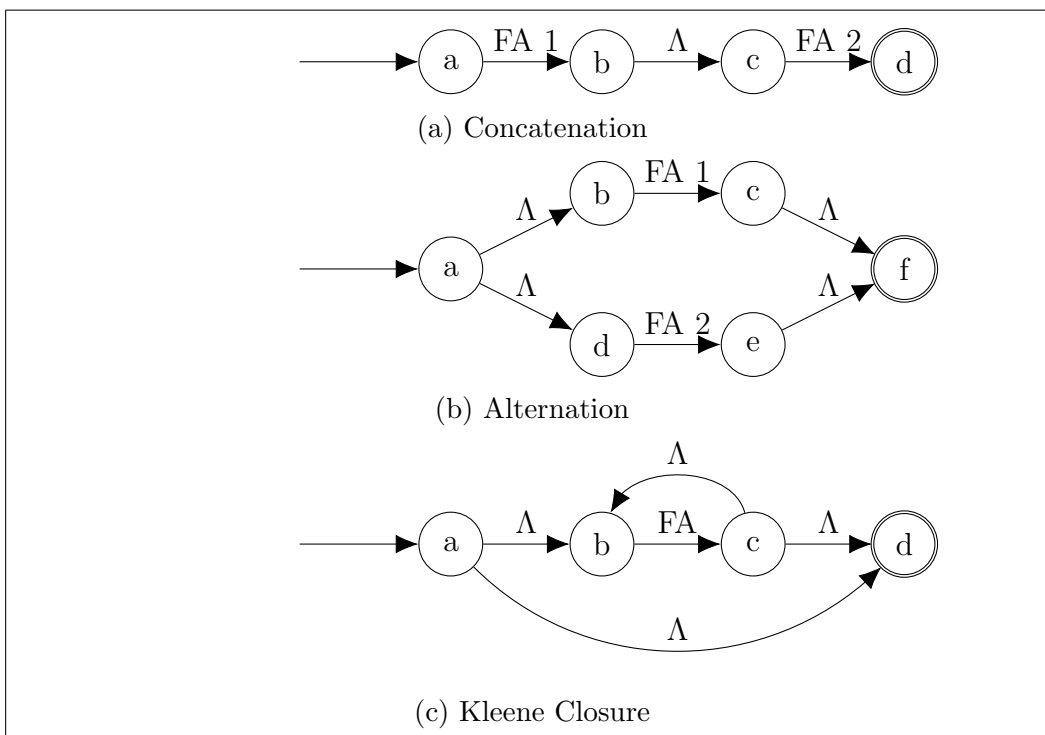 a FA 1 b Λ c FA 2 d
(a) Concatenation
b FA 1 c
Λ Λ
a f
Λ Λ
d FA 2 e
(b) Alternation
Λ
a Λ b FA c Λ d
Λ
(c) Kleene Closure